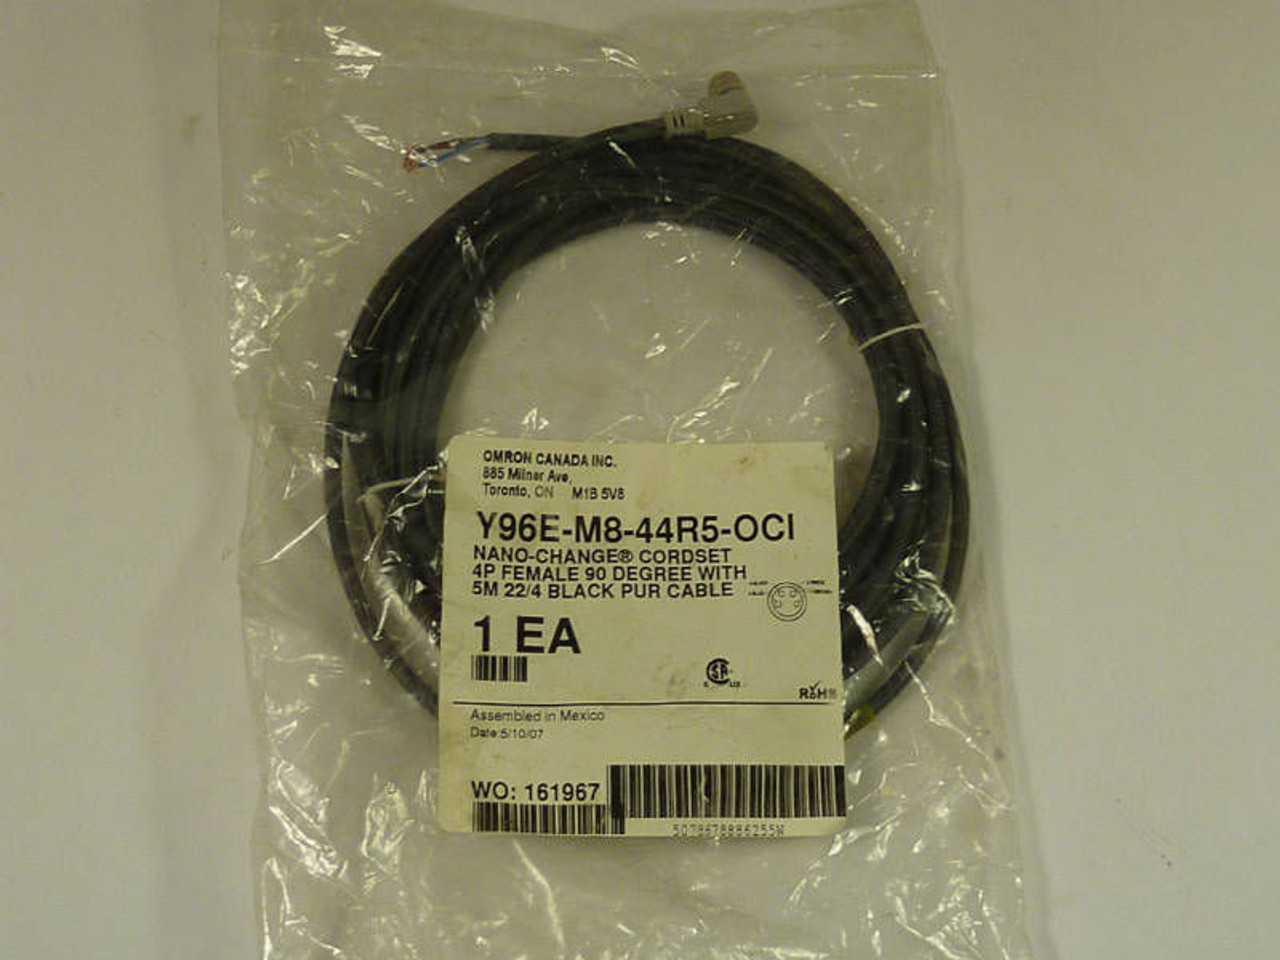 OMRON CANADA INC.
885 Milner Ave,
Toronto, ON M1B 5V8
Y96E-M8-44R5-OCI
NANO-CHANGE® CORDSET
4P FEMALE 90 DEGREE WITH
5M 22/4 BLACK PUR CABLE
1 EA
C US
RoHS
Assembled in Mexico
Date:5/10/07
WO: 161967